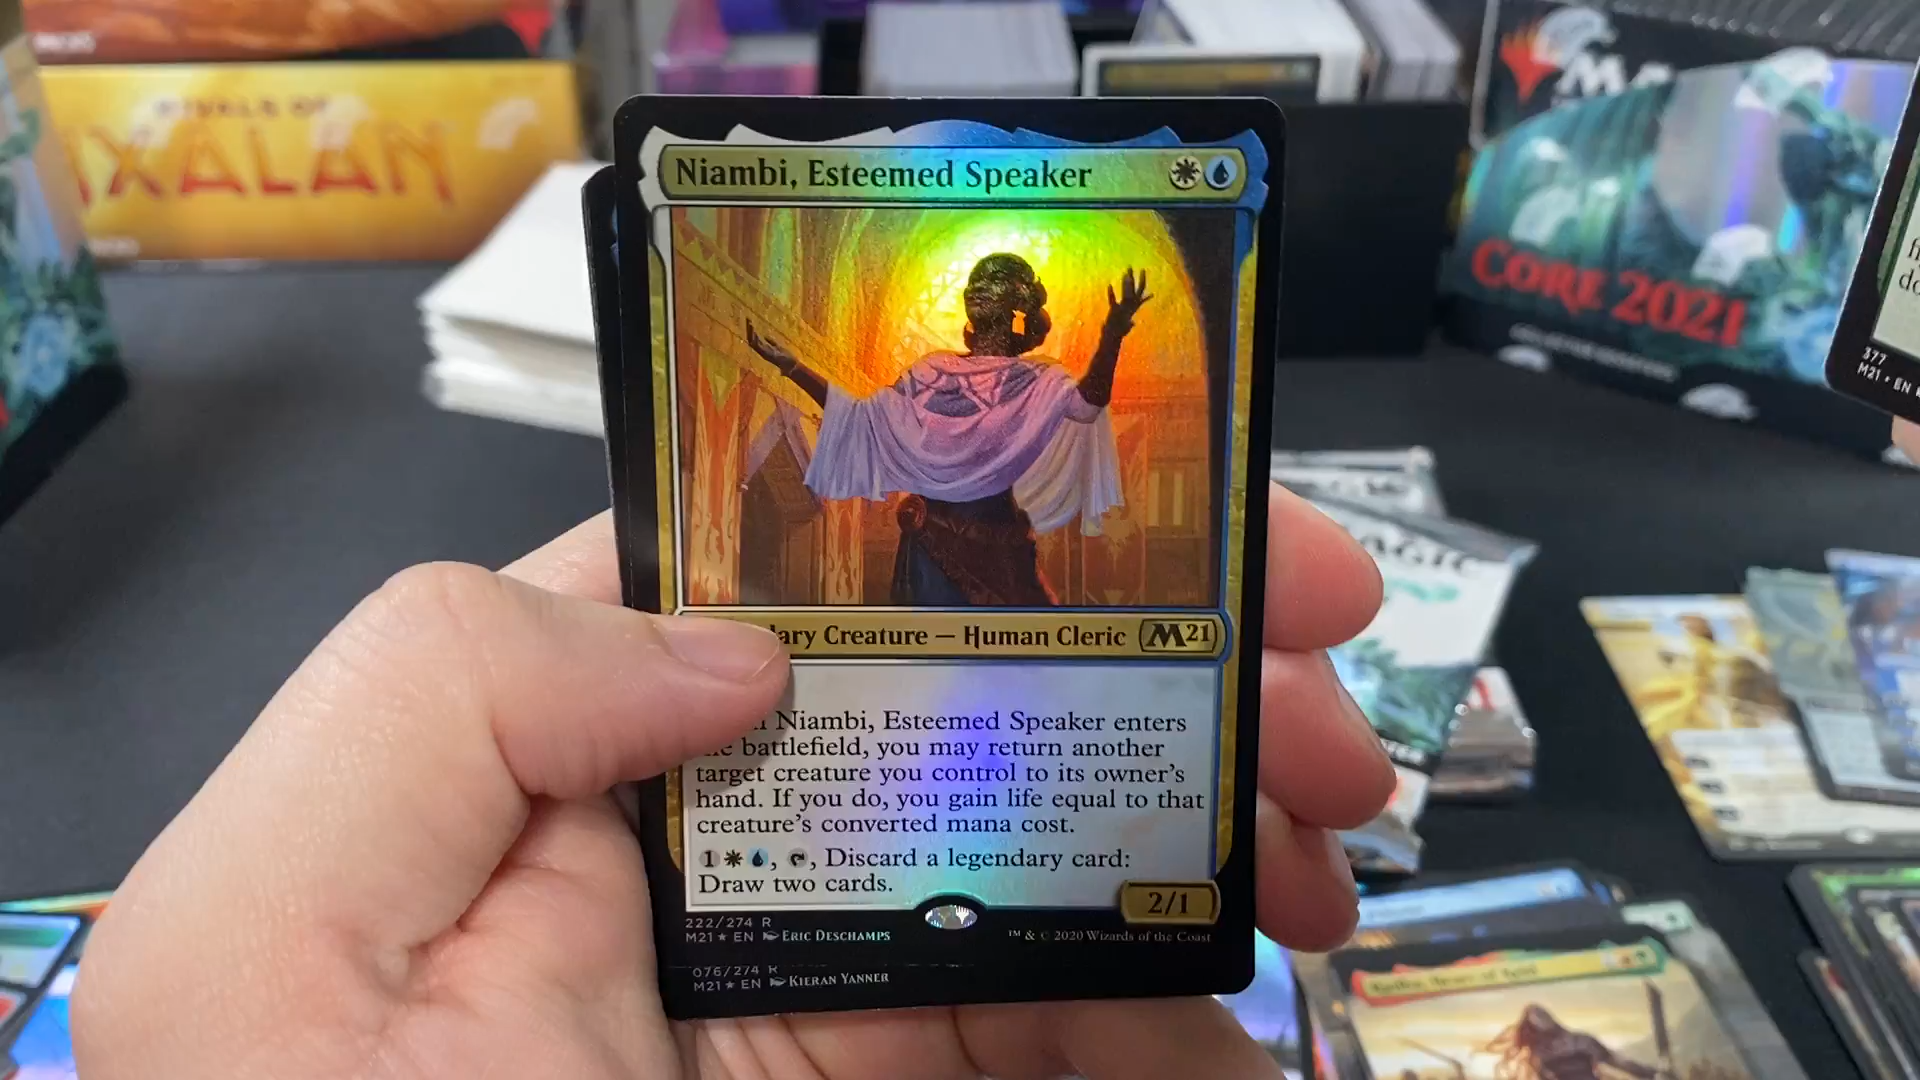 RIVALS OF
IXALAN
Niambi, Esteemed Speaker
CORE 2021
377
M21 • EN
dary Creature — Human Cleric
M21
Niambi, Esteemed Speaker enters
battlefield, you may return another
target creature you control to its owner's
hand. If you do, you gain life equal to that
creature's converted mana cost.
1, Discard a legendary card:
Draw two cards.
2/1
222/274 R
M21 ★ EN ERIC DESCHAMPS
™ & © 2020 Wizards of the Coast
076/274 R
M21 ★ EN KIERAN YANNER